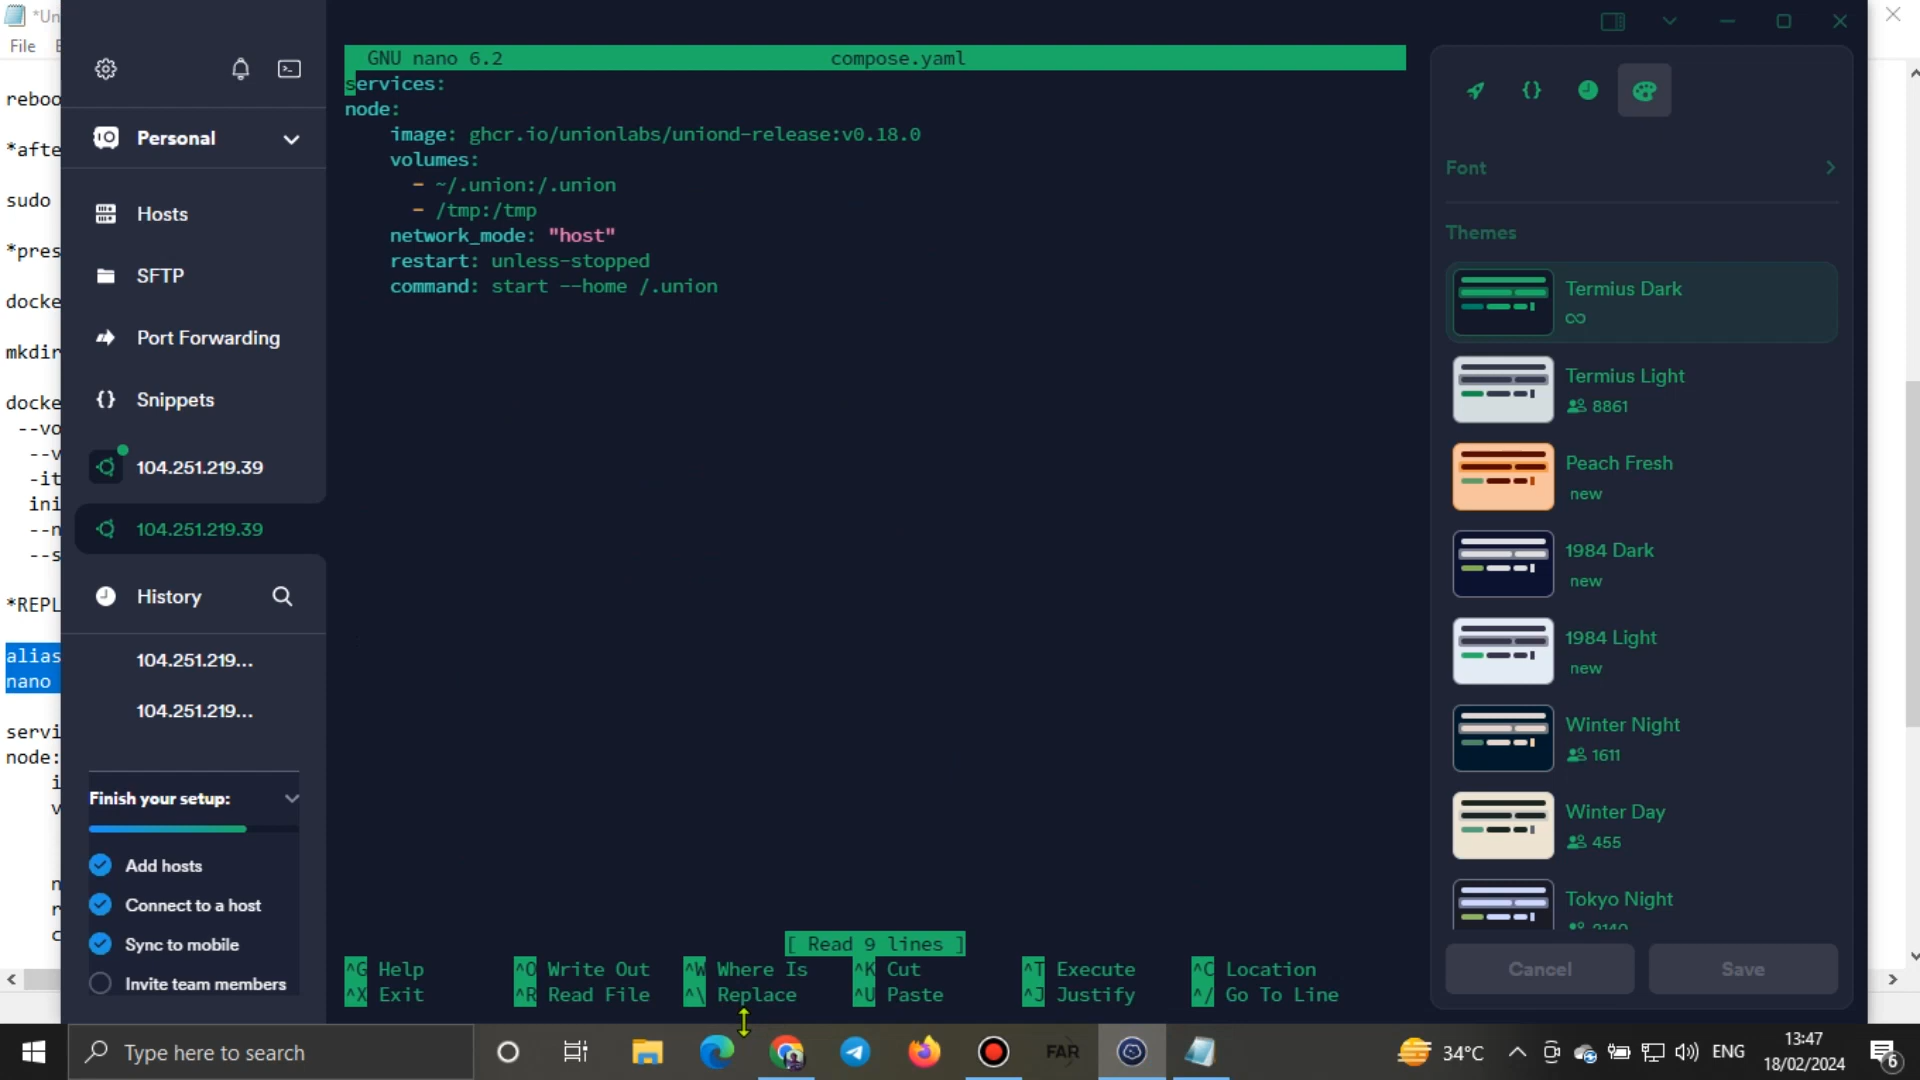 *Un
File
reboo
*afte
sudo
*pres
docke
mkdir
docke
--vo
--v
-it
ini
--n
--s
*REPL
alias
nano
servi
node:
i
v
n
r
c
Personal
Hosts
SFTP
Port Forwarding
Snippets
104.251.219.39
104.251.219.39
History
104.251.219...
104.251.219...
Finish your setup:
Add hosts
Connect to a host
Sync to mobile
Invite team members
GNU nano 6.2 compose.yaml
services:
node:
image: ghcr.io/unionlabs/uniond-release:v0.18.0
volumes:
- ~/.union:/.union
- /tmp:/tmp
network_mode: "host"
restart: unless-stopped
command: start --home /.union
[ Read 9 lines ]
^G Help ^O Write Out ^W Where Is ^K Cut ^T Execute ^C Location
^X Exit ^R Read File ^\ Replace ^U Paste ^J Justify ^/ Go To Line
Font
Themes
Termius Dark
∞
Termius Light
8861
Peach Fresh
new
1984 Dark
new
1984 Light
new
Winter Night
1611
Winter Day
455
Tokyo Night
2140
Cancel Save
Type here to search
FAR
34°C
ENG
13:47
18/02/2024
6